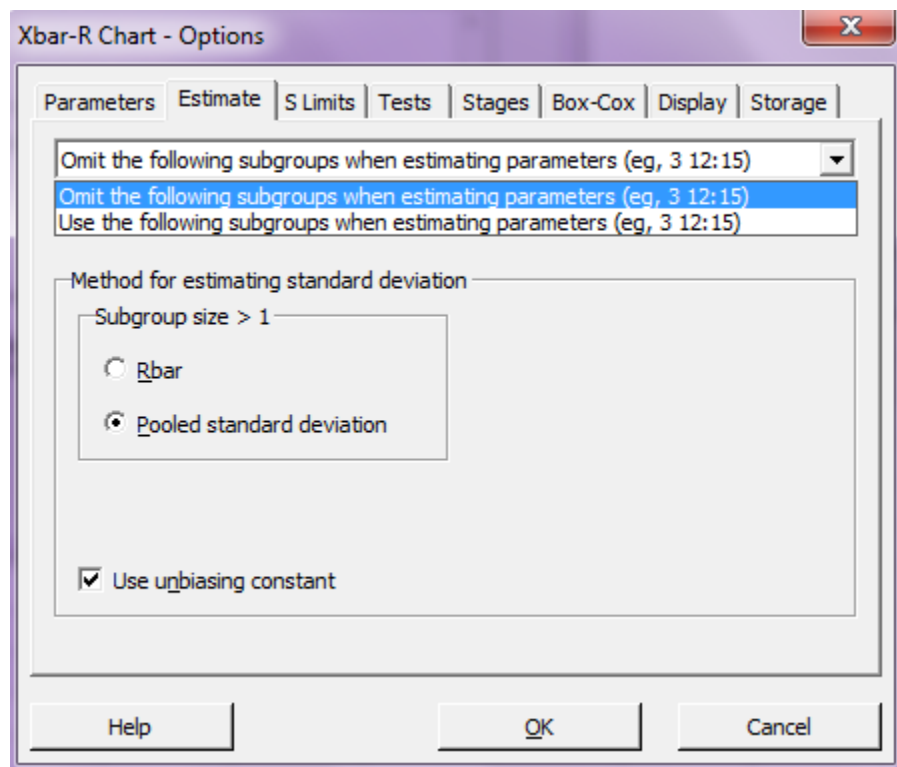 Xbar-R Chart - Options
X
Parameters Estimate S Limits Tests Stages Box-Cox Display Storage
Omit the following subgroups when estimating parameters (eg, 3 12:15)
Omit the following subgroups when estimating parameters (eg, 3 12:15)
Use the following subgroups when estimating parameters (eg, 3 12:15)
Method for estimating standard deviation
Subgroup size > 1
Rbar
Pooled standard deviation
Use unbiasing constant
Help OK Cancel